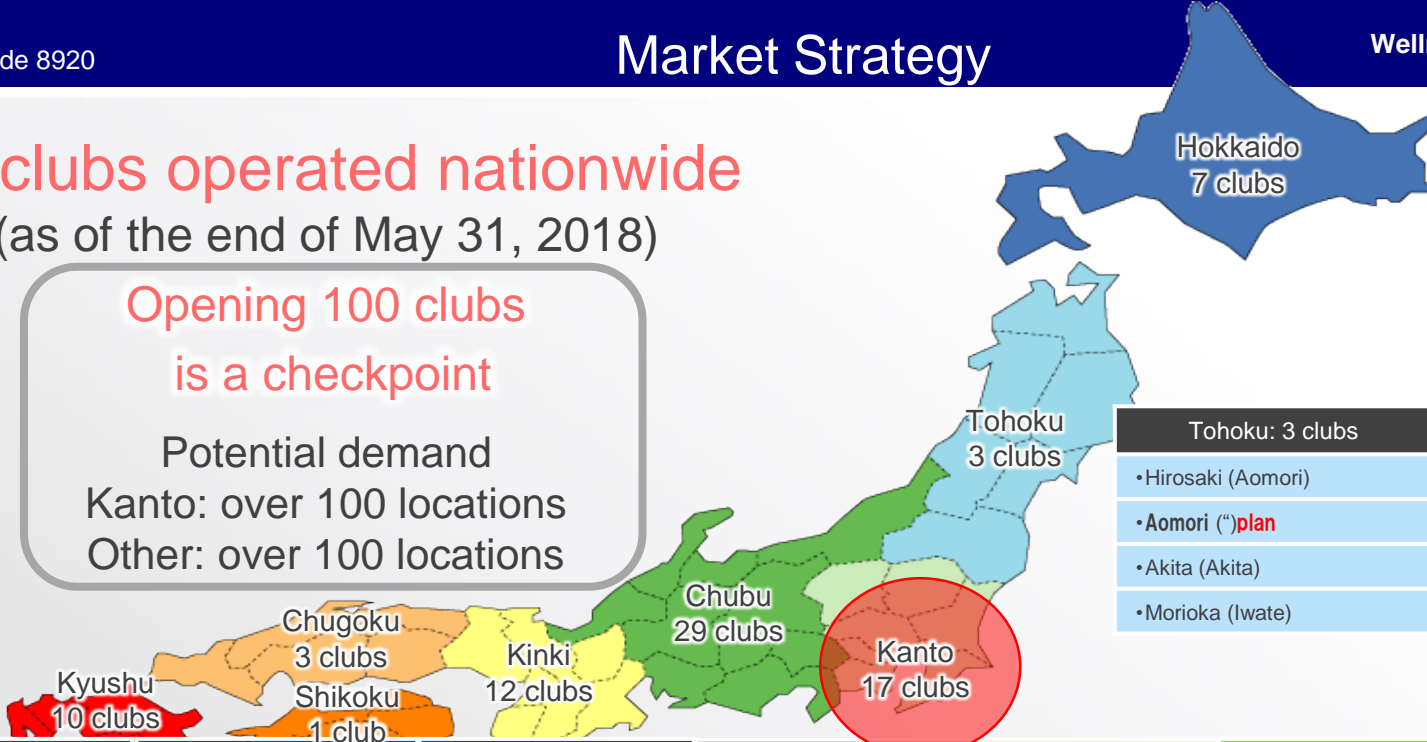 de 8920
Market Strategy
Well
clubs operated nationwide
(as of the end of May 31, 2018)
Opening 100 clubs
is a checkpoint
Potential demand
Kanto: over 100 locations
Other: over 100 locations
Hokkaido
7 clubs
Tohoku
3 clubs
Tohoku: 3 clubs
・Hirosaki (Aomori)
・Aomori (“)plan
・Akita (Akita)
・Morioka (Iwate)
Chubu
29 clubs
Kanto
17 clubs
Chugoku
3 clubs
Kinki
12 clubs
Kyushu
10 clubs
Shikoku
1 club